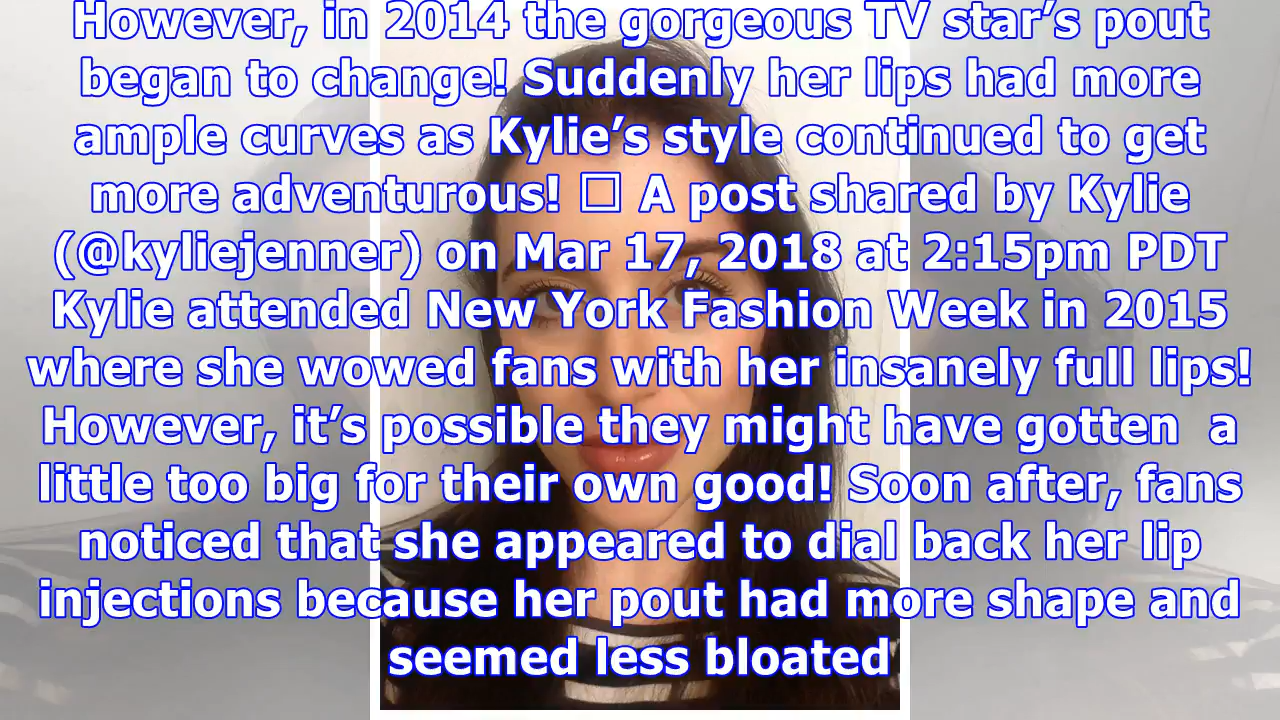 However, in 2014 the gorgeous TV star’s pout
began to change! Suddenly her lips had more
ample curves as Kylie’s style continued to get
more adventurous! □ A post shared by Kylie
(@kyliejenner) on Mar 17, 2018 at 2:15pm PDT
Kylie attended New York Fashion Week in 2015
where she wowed fans with her insanely full lips!
However, it’s possible they might have gotten  a
little too big for their own good! Soon after, fans
noticed that she appeared to dial back her lip
injections because her pout had more shape and
seemed less bloated